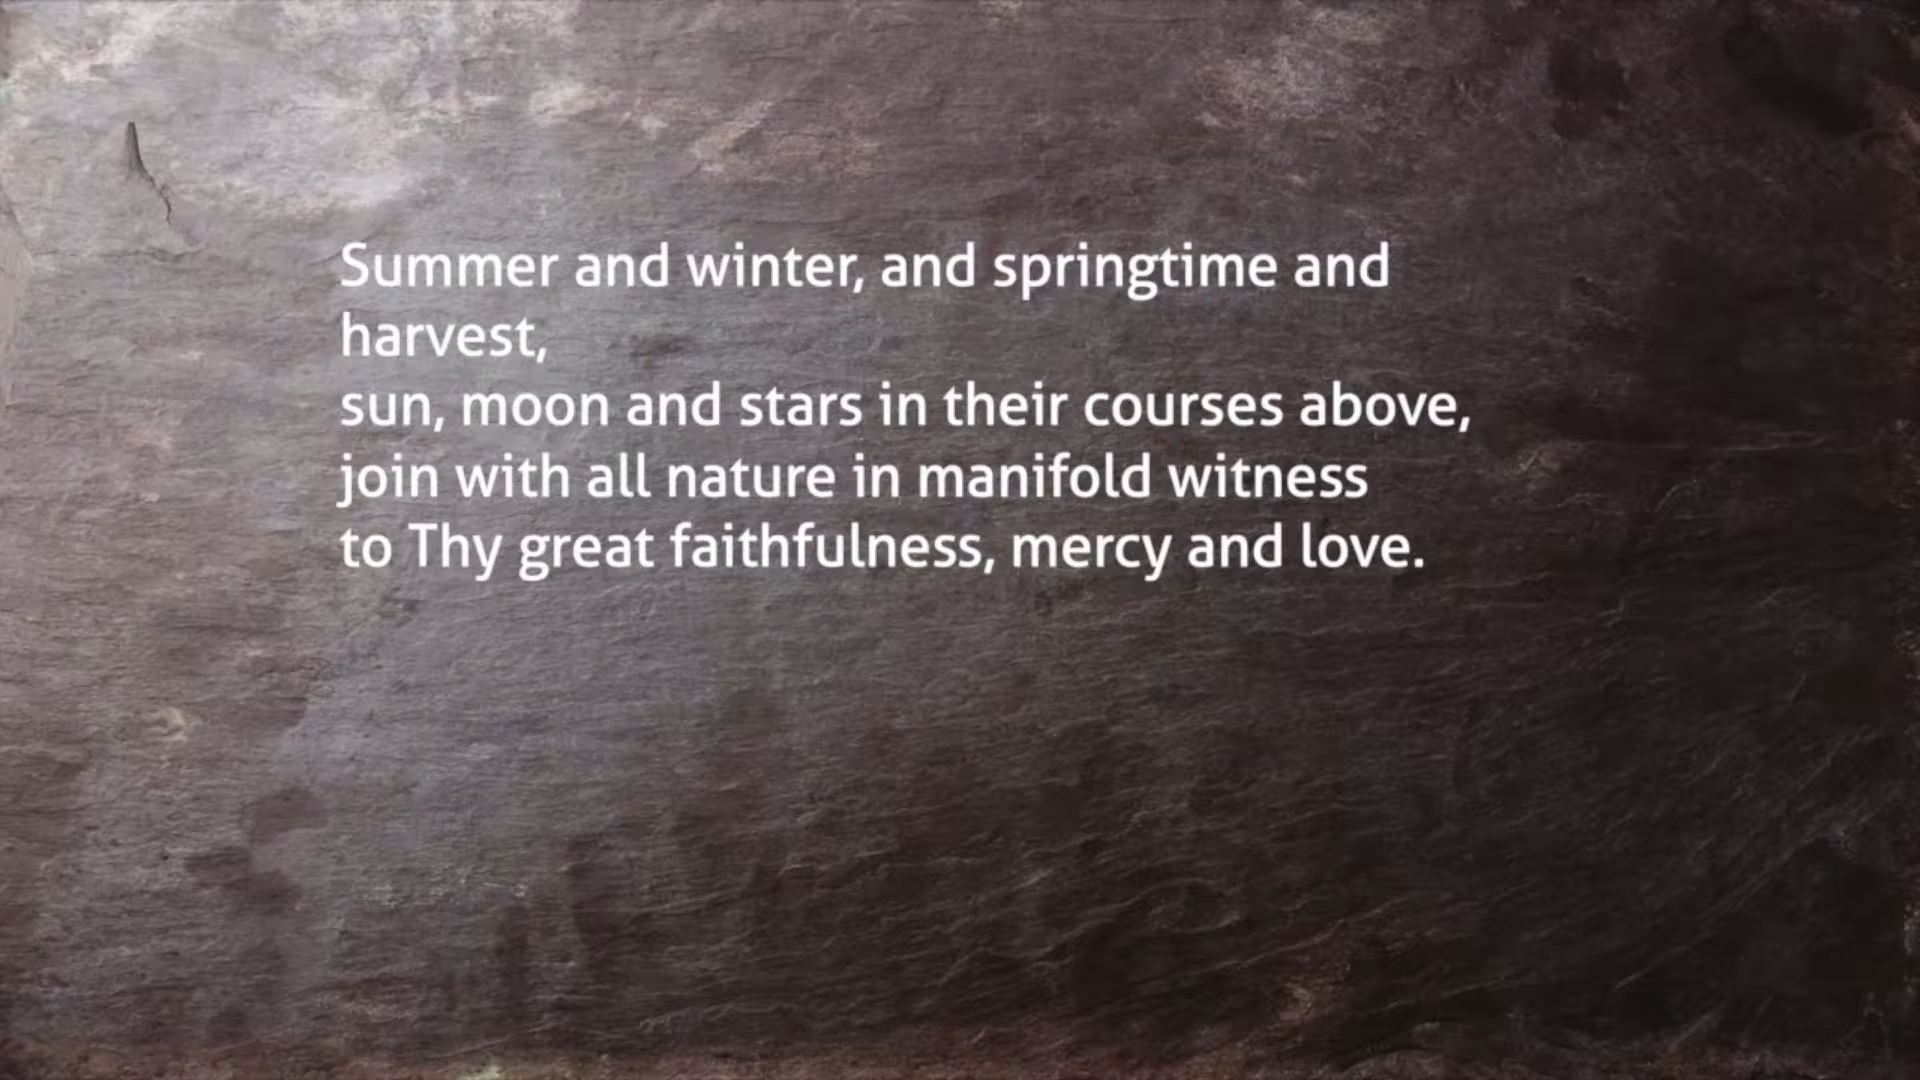 Summer and winter, and springtime and
harvest,
sun, moon and stars in their courses above,
join with all nature in manifold witness
to Thy great faithfulness, mercy and love.